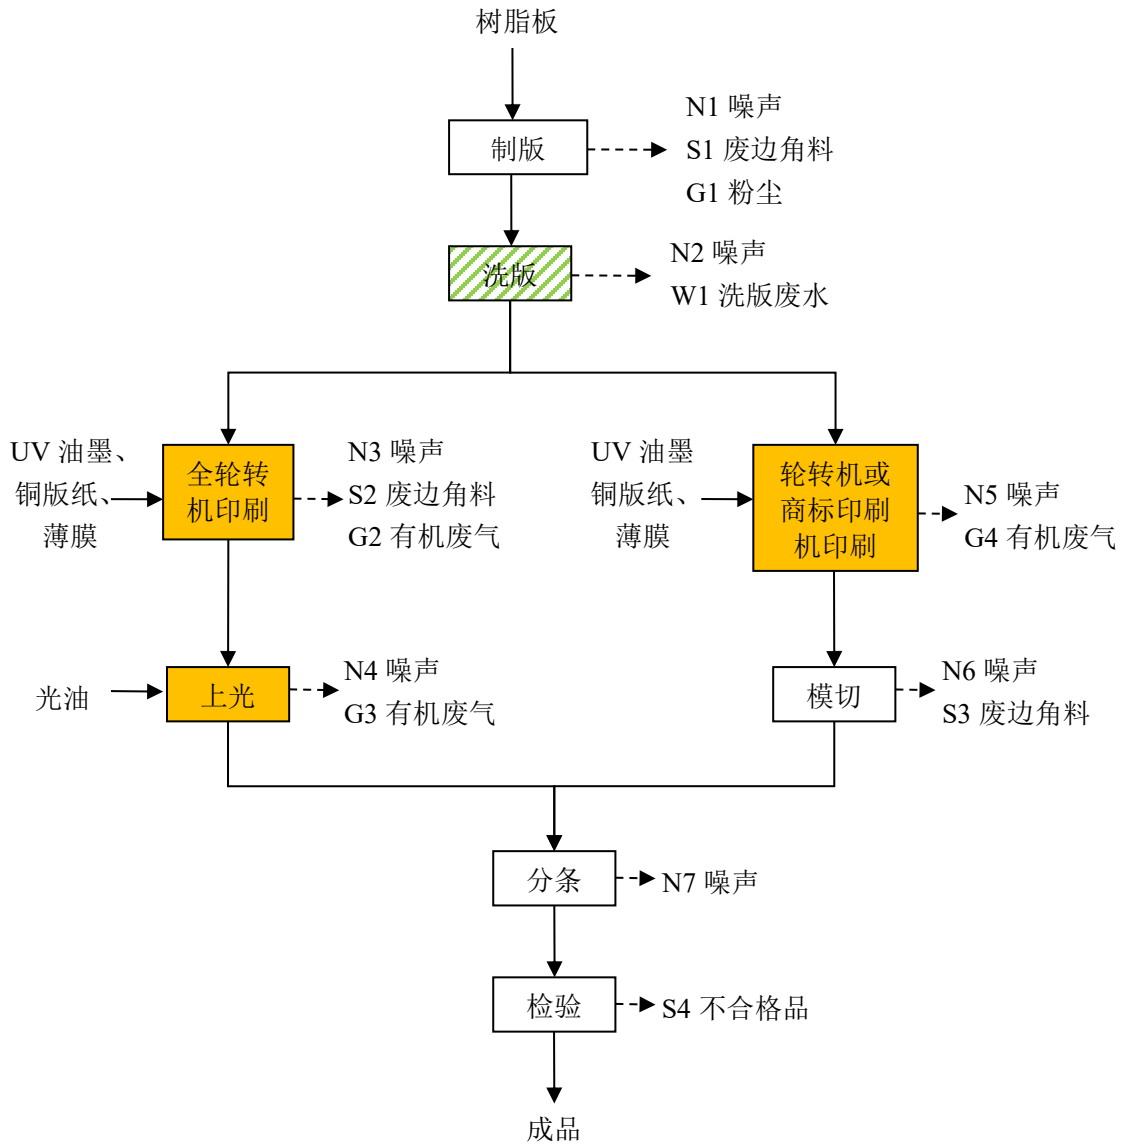 树脂板
制版
N1 噪声
S1 废边角料
G1 粉尘
洗版
N2 噪声
W1 洗版废水
UV 油墨、
铜版纸、
薄膜
全轮转
机印刷
N3 噪声
S2 废边角料
G2 有机废气
UV 油墨
铜版纸、
薄膜
轮转机或
商标印刷
机印刷
N5 噪声
G4 有机废气
光油
上光
N4 噪声
G3 有机废气
模切
N6 噪声
S3 废边角料
分条
N7 噪声
检验
S4 不合格品
成品